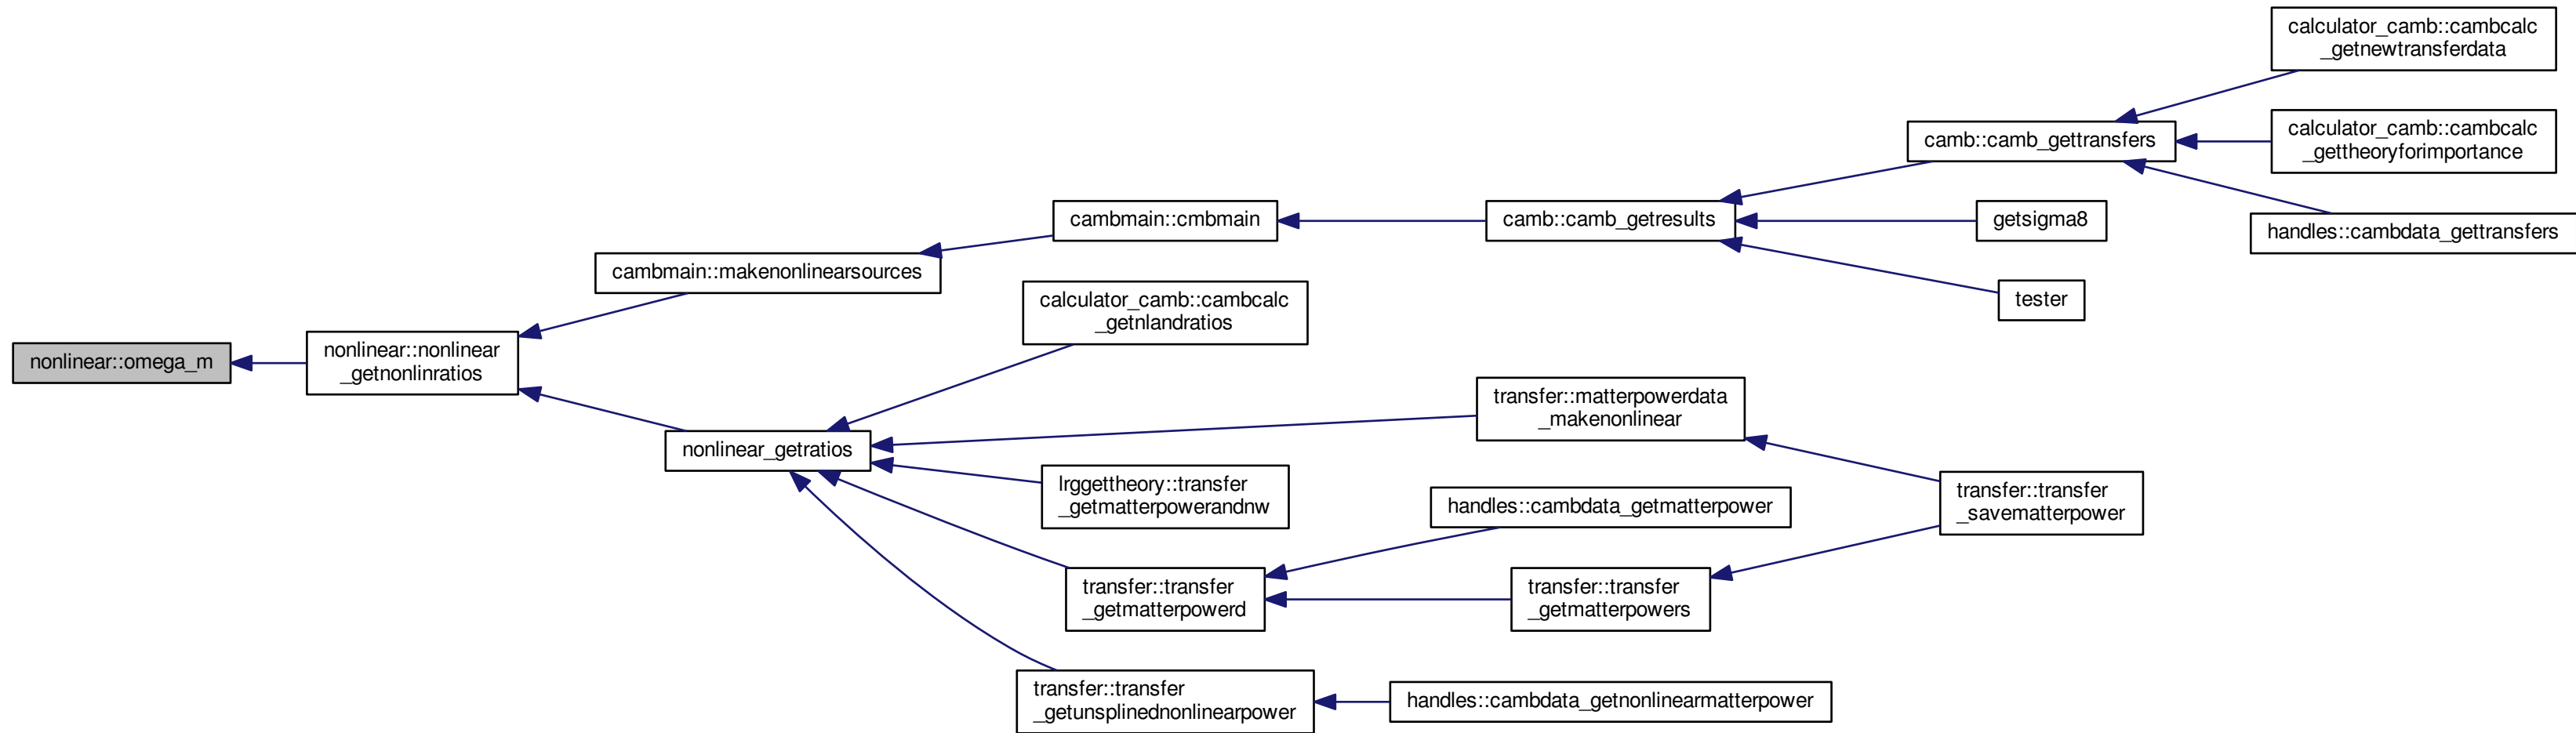 calculator_camb::cambcalc
_getnewtransferdata
calculator_camb::cambcalc
_gettheoryforimportance
camb::camb_gettransfers
handles::cambdata_gettransfers
cambmain::cmbmain
camb::camb_getresults
getsigma8
cambmain::makenonlinearsources
tester
calculator_camb::cambcalc
_getnlandratios
nonlinear::omega_m
nonlinear::nonlinear
_getnonlinratios
nonlinear_getratios
transfer::matterpowerdata
_makenonlinear
lrggettheory::transfer
_getmatterpowerandnw
handles::cambdata_getmatterpower
transfer::transfer
_savematterpower
transfer::transfer
_getmatterpowerd
transfer::transfer
_getmatterpowers
transfer::transfer
_getunsplinednonlinearpower
handles::cambdata_getnonlinearmatterpower